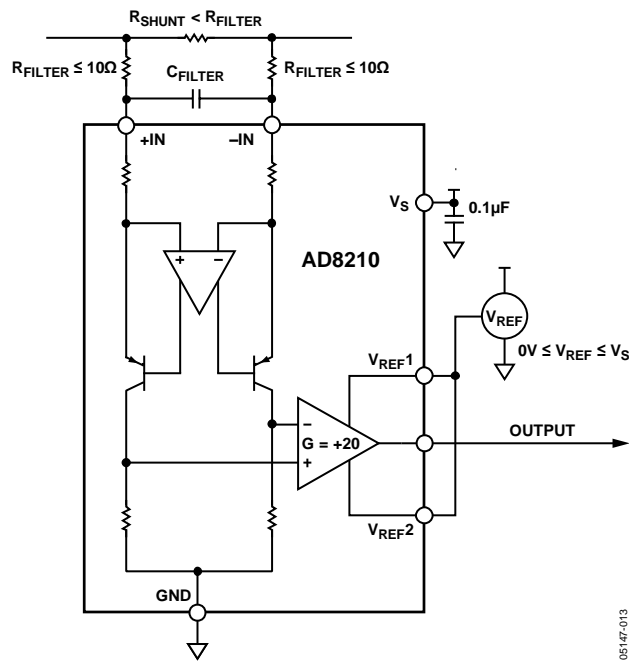 RSHUNT < RFILTER
RFILTER ≤ 10Ω
CFILTER
RFILTER ≤ 10Ω
+IN
–IN
VS
0.1µF
AD8210
+
–
VREF
0V ≤ VREF ≤ VS
VREF1
–
G = +20
+
OUTPUT
VREF2
GND
05147-013